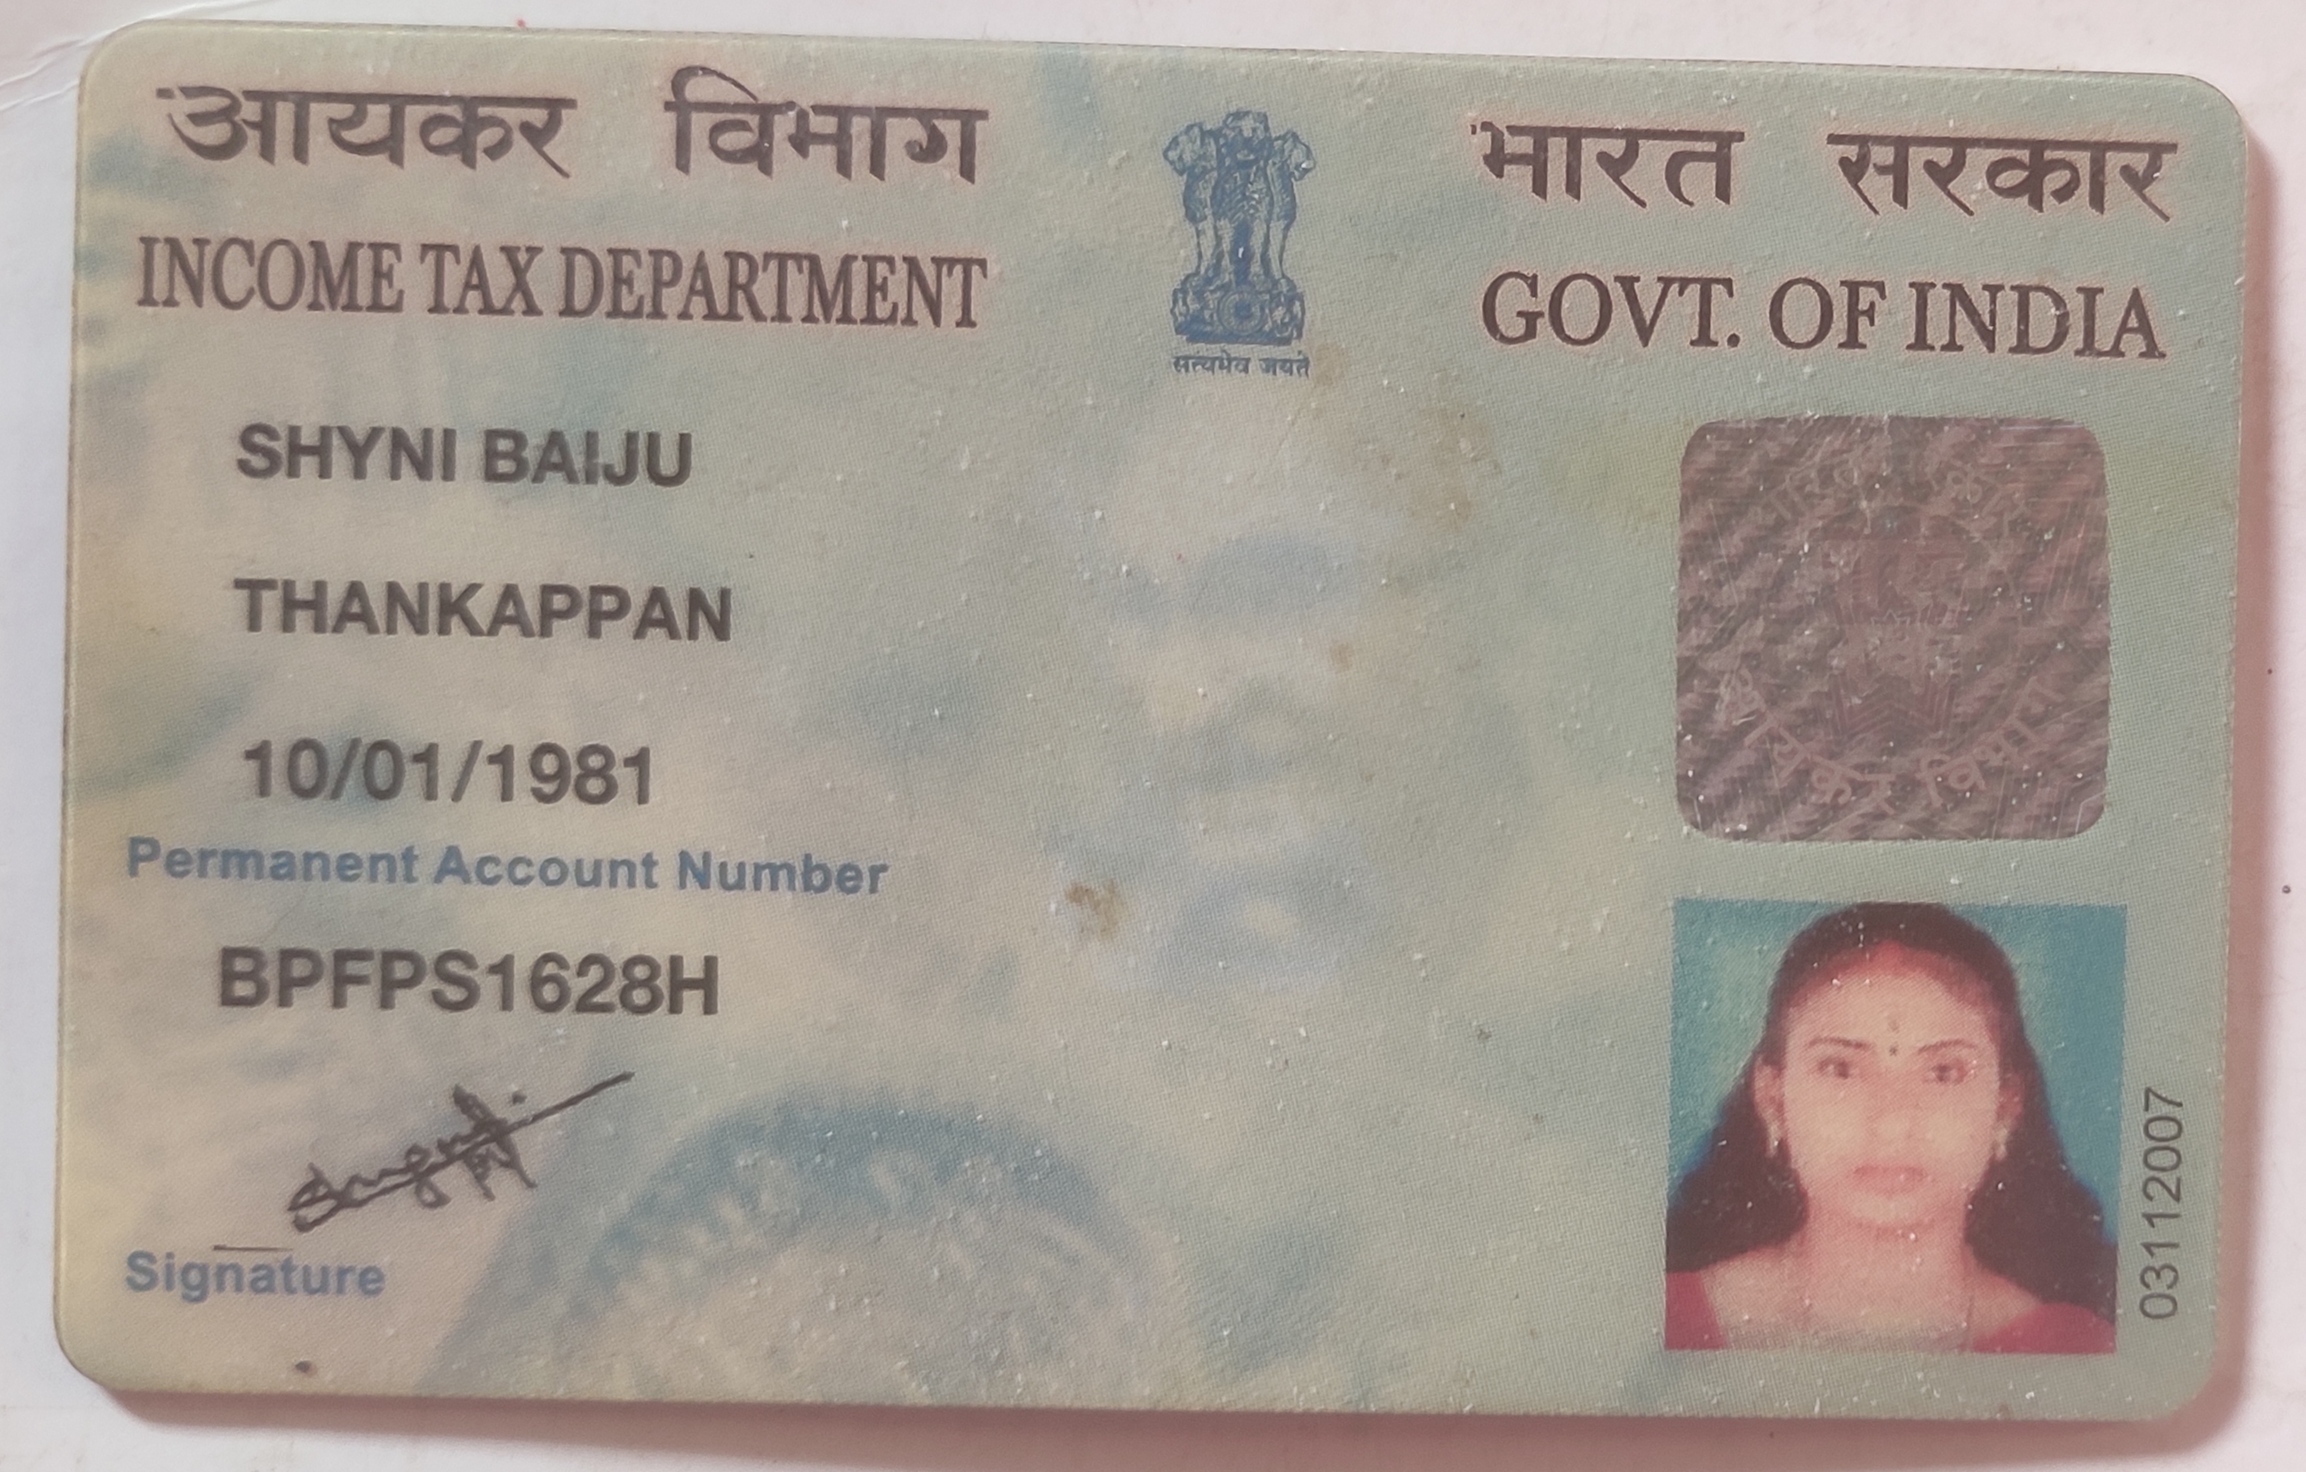 आयकर विभाग
INCOME TAX DEPARTMENT
सत्यमेव जयते
भारत सरकार
GOVT. OF INDIA
SHYNI BAIJU
THANKAPPAN
10/01/1981
Permanent Account Number
BPFPS1628H
Signature
आयकर विभाग
03112007